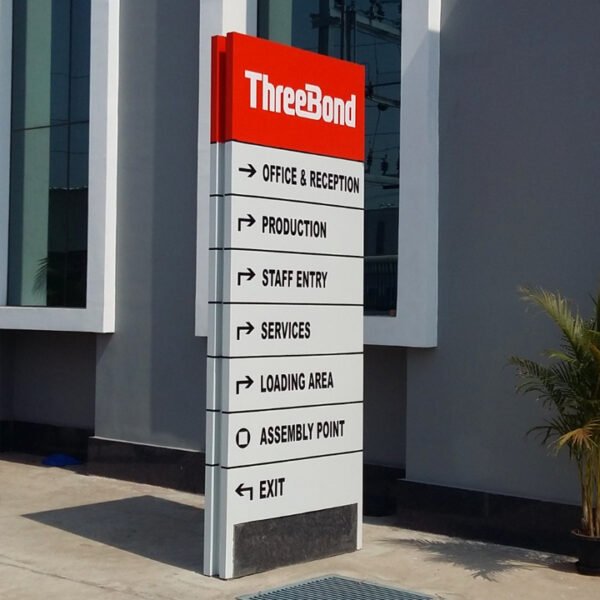 ThreeBond
→ OFFICE & RECEPTION
↱ PRODUCTION
↱ STAFF ENTRY
↱ SERVICES
↱ LOADING AREA
ASSEMBLY POINT
↰ EXIT